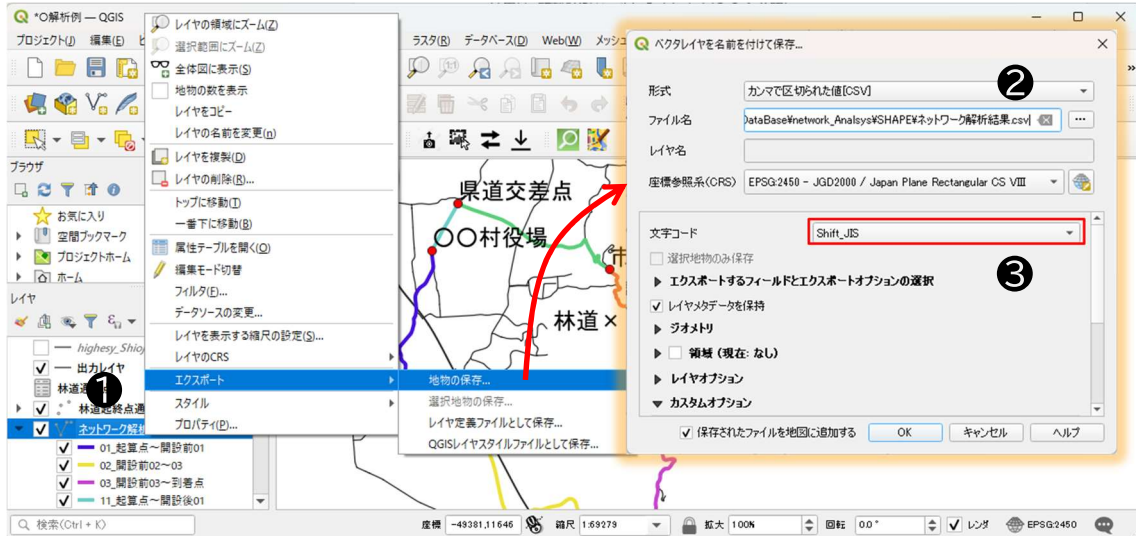 *O解析例 — QGIS
プロジェクト(J) 編集(E)
ラスタ(R) データベース(D) Web(W) メッシュ
»
ブラウザ
お気に入り
空間ブックマーク
プロジェクトホーム
ホーム
レイヤ
出力レイヤ
林道
林道起終点通
ネットワーク解析
01_起算点～開設前01
02_開設前02～03
03_開設前03～到着点
11_起算点～開設後01
❶
レイヤの領域にズーム(Z)
選択範囲にズーム(Z)
全体図に表示(S)
地物の数を表示
レイヤをコピー
レイヤの名前を変更(n)
レイヤを複製(D)
レイヤの削除(R)...
トップに移動(T)
一番下に移動(B)
属性テーブルを開く(O)
編集モード切替
フィルタ(F)...
データソースの変更...
レイヤを表示する縮尺の設定(S)...
レイヤのCRS
エクスポート
スタイル
プロパティ(P)...
地物の保存...
選択地物の保存...
レイヤ定義ファイルとして保存...
QGISレイヤスタイルファイルとして保存...
県道交差点
〇〇村役場
市
林道×
ベクタレイヤを名前を付けて保存...
❷
形式 カンマで区切られた値[CSV]
ファイル名 DataBase¥network_Analsys¥SHAPE¥ネットワーク解析結果.csv ...
レイヤ名
座標参照系(CRS) EPSG:2450 - JGD2000 / Japan Plane Rectangular CS VIII
文字コード Shift_JIS
選択地物のみ保存
❸
エクスポートするフィールドとエクスポートオプションの選択
レイヤメタデータを保持
ジオメトリ
領域 (現在: なし)
レイヤオプション
カスタムオプション
保存されたファイルを地図に追加する OK キャンセル ヘルプ
検索(Ctrl + K) 座標 -49381,11646 縮尺 1:69279 拡大 100% 回転 0.0 ° レンダ EPSG:2450